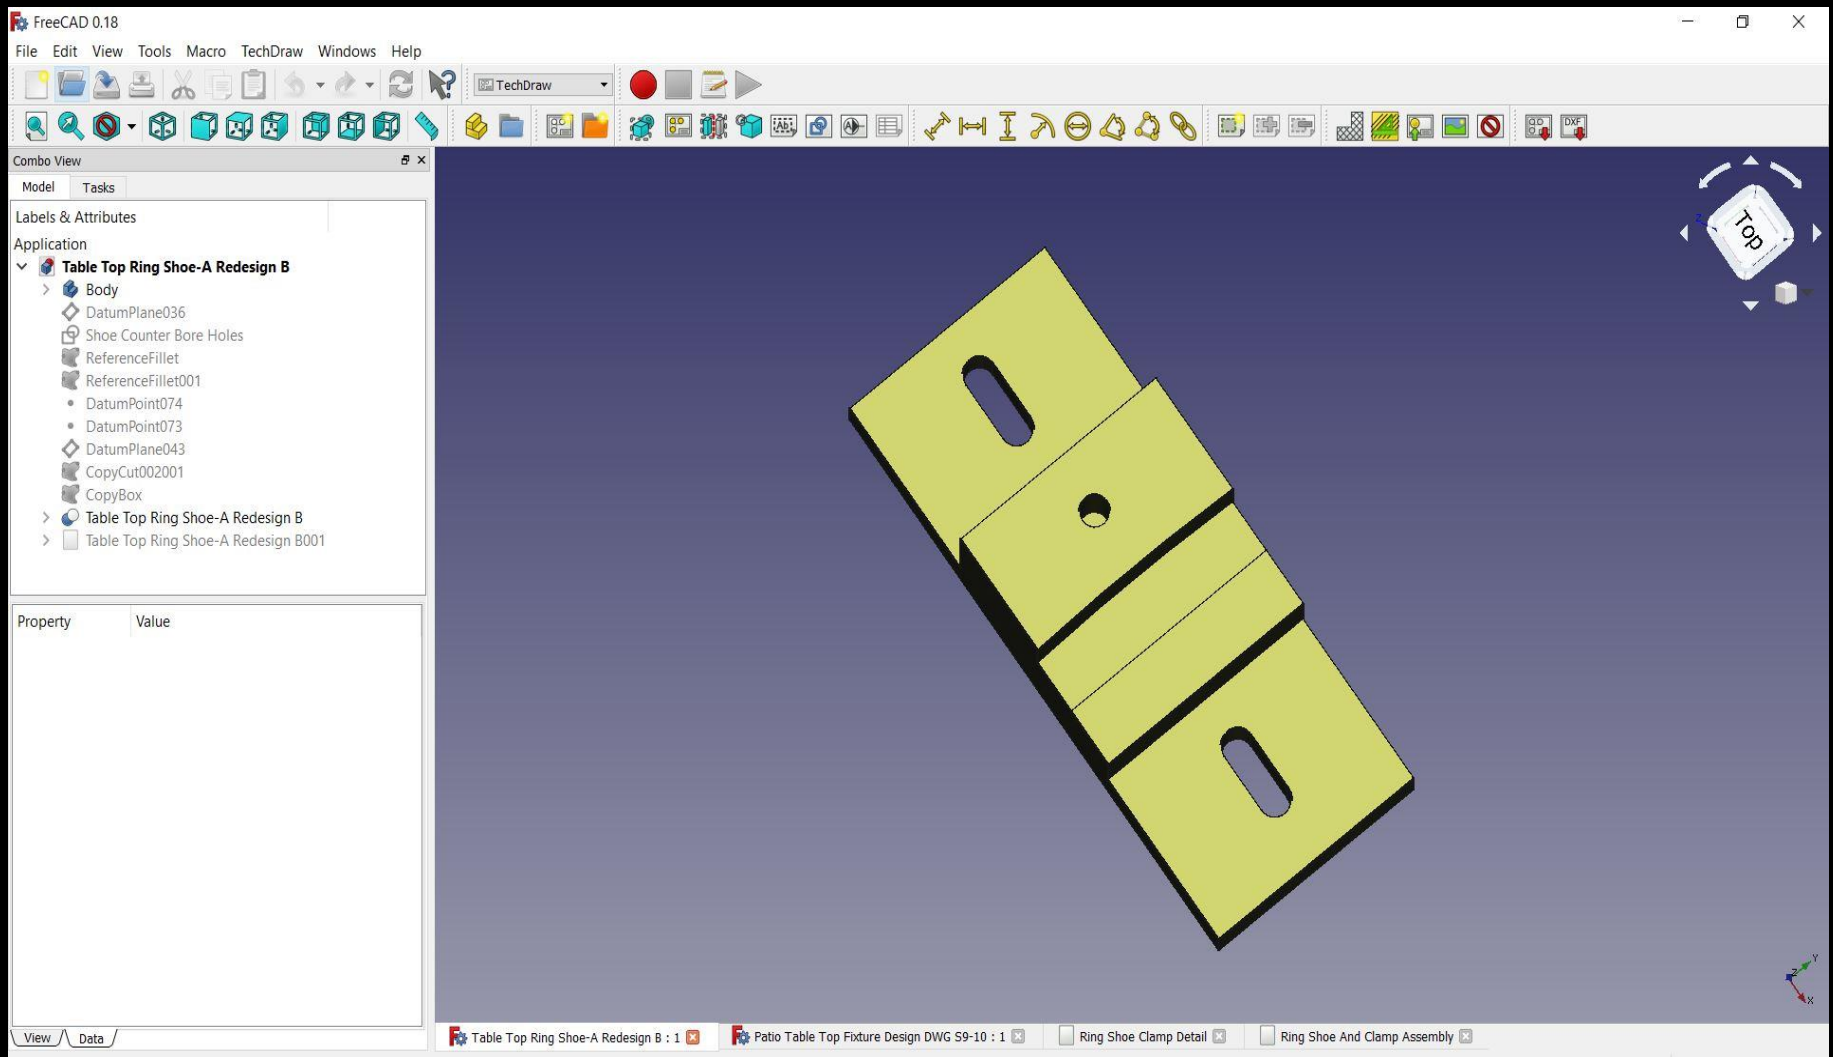 FreeCAD 0.18
File Edit View Tools Macro TechDraw Windows Help
TechDraw
Combo View
Model Tasks
Labels & Attributes
Application
Table Top Ring Shoe-A Redesign B
Body
DatumPlane036
Shoe Counter Bore Holes
ReferenceFillet
ReferenceFillet001
DatumPoint074
DatumPoint073
DatumPlane043
CopyCut002001
CopyBox
Table Top Ring Shoe-A Redesign B
Table Top Ring Shoe-A Redesign B001
Property Value
View Data
Top
Z
Y
Z
X
Table Top Ring Shoe-A Redesign B : 1 Patio Table Top Fixture Design DWG S9-10 : 1 Ring Shoe Clamp Detail Ring Shoe And Clamp Assembly